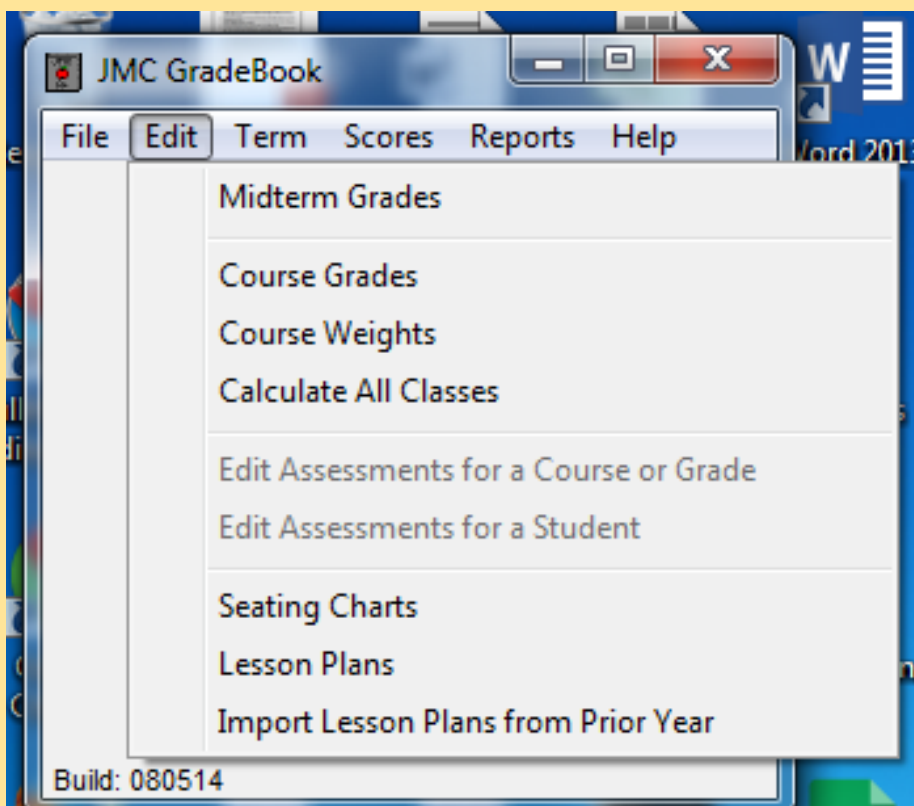 JMC GradeBook
File Edit Term Scores Reports Help
Word 2013
Midterm Grades
Course Grades
Course Weights
Calculate All Classes
Edit Assessments for a Course or Grade
Edit Assessments for a Student
Seating Charts
Lesson Plans
Import Lesson Plans from Prior Year
Build: 080514